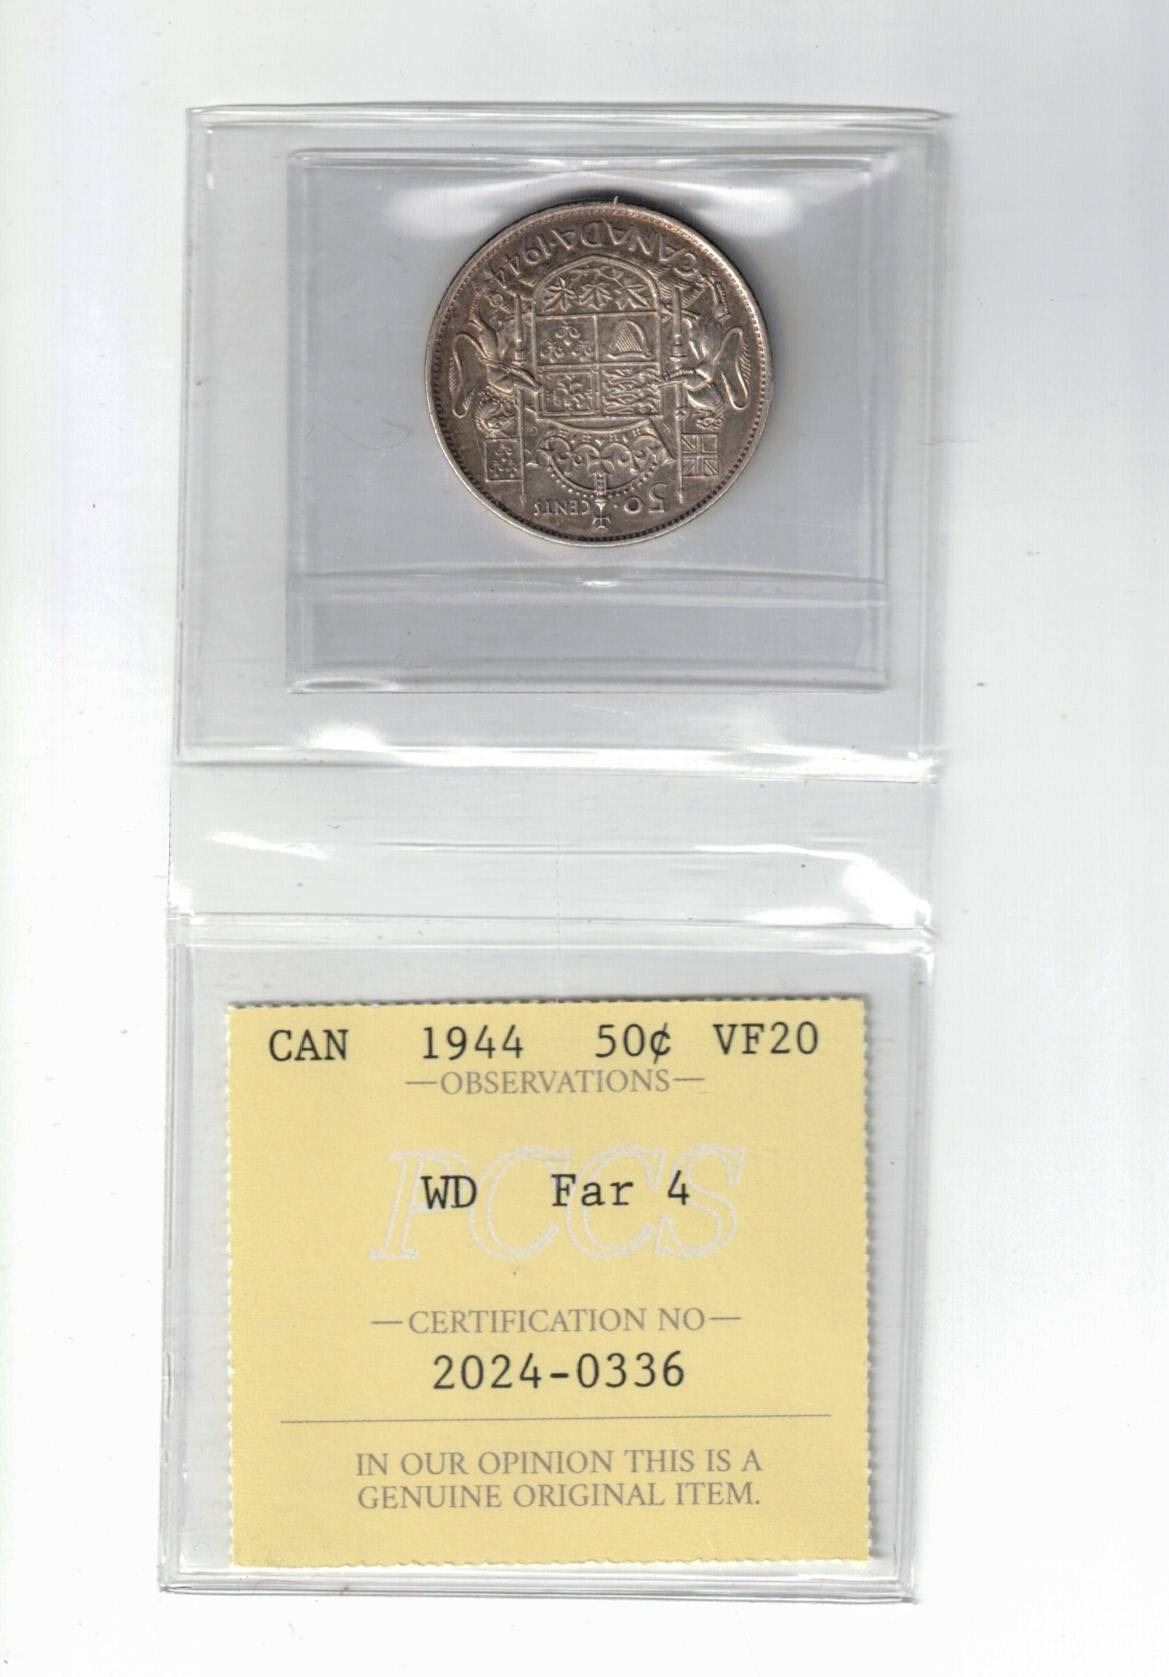 CANADA·1944
50·CENTS
CAN 1944 50¢ VF20
—OBSERVATIONS—
PCCS
WD Far 4
—CERTIFICATION NO—
2024-0336
IN OUR OPINION THIS IS A
GENUINE ORIGINAL ITEM.